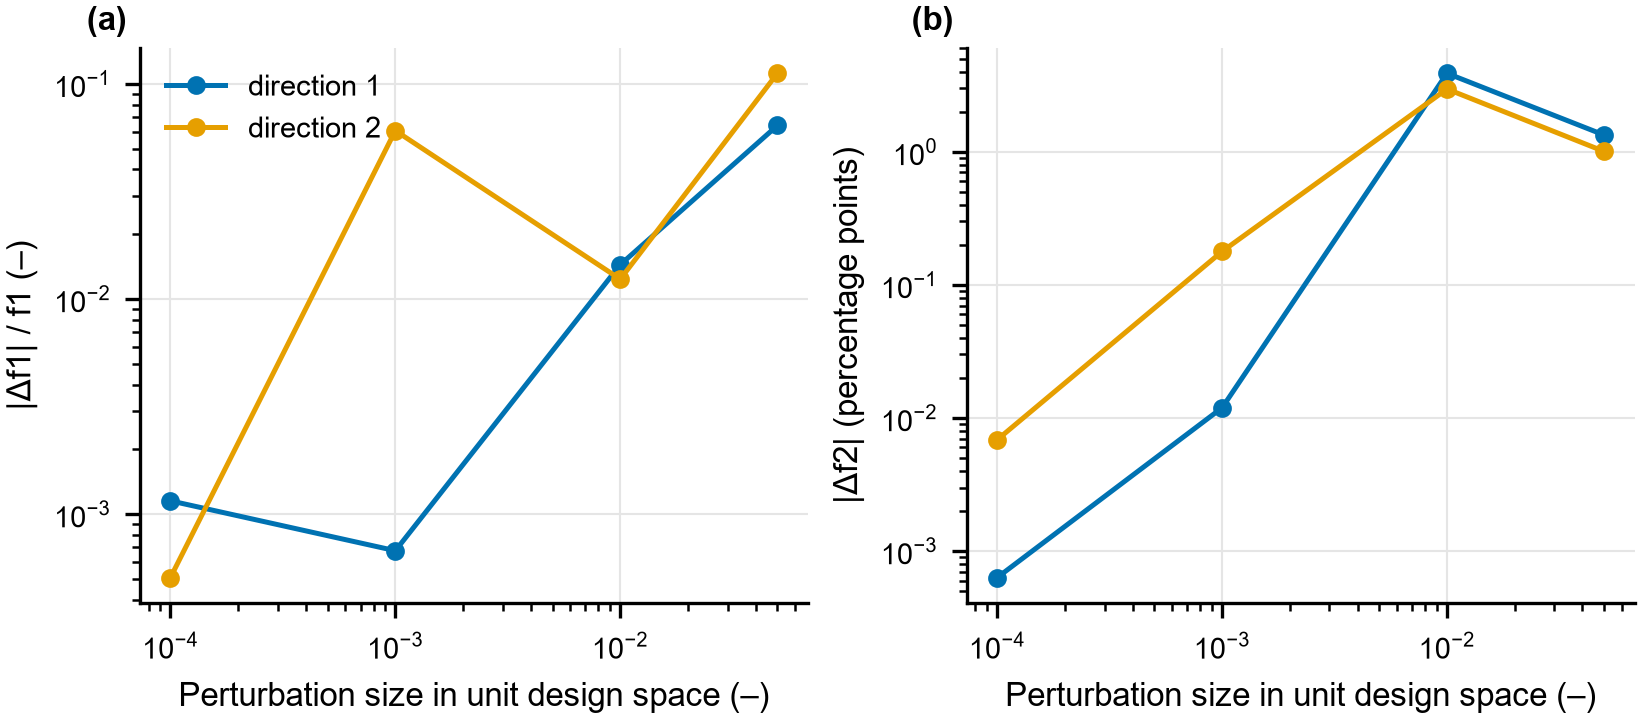 (a)
direction 1
direction 2
10⁻¹
10⁻²
10⁻³
|Δf1| / f1 (–)
10⁻⁴
10⁻³
10⁻²
Perturbation size in unit design space (–)
(b)
10⁰
10⁻¹
10⁻²
10⁻³
|Δf2| (percentage points)
10⁻⁴
10⁻³
10⁻²
Perturbation size in unit design space (–)